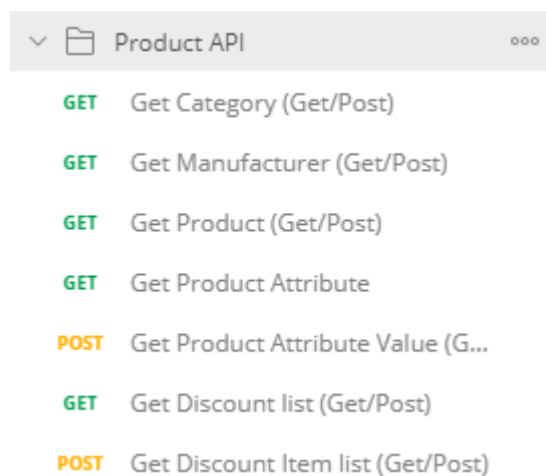 Product API
GET Get Category (Get/Post)
GET Get Manufacturer (Get/Post)
GET Get Product (Get/Post)
GET Get Product Attribute
POST Get Product Attribute Value (G...
GET Get Discount list (Get/Post)
POST Get Discount Item list (Get/Post)